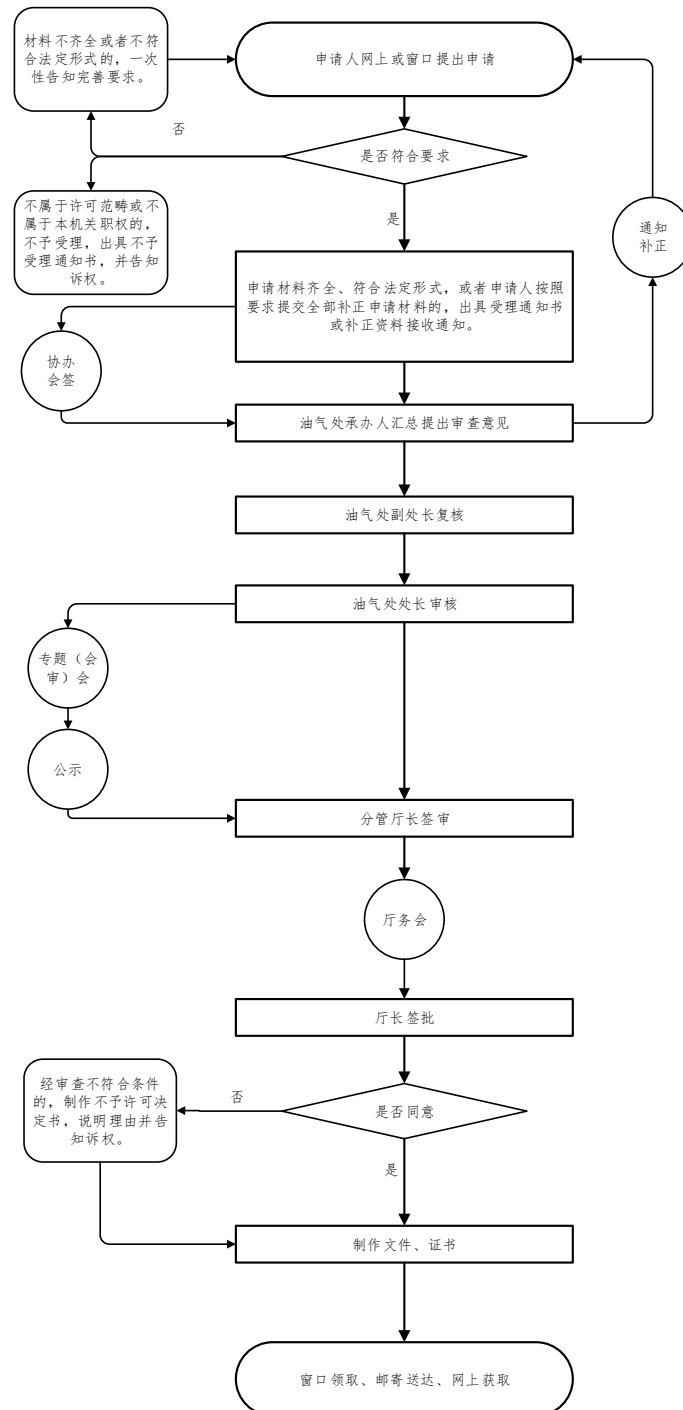 材料不齐全或者不符
合法定形式的，一次
性告知完善要求。
申请人网上或窗口提出申请
否
是否符合要求
不属于许可范畴或不
属于本机关职权的，
不予受理，出具不予
受理通知书，并告知
诉权。
是
通知
补正
申请材料齐全、符合法定形式，或者申请人按照
要求提交全部补正申请材料的，出具受理通知书
或补正资料接收通知。
协办
会签
油气处承办人汇总提出审查意见
油气处副处长复核
油气处处长审核
专题（会
审）会
公示
分管厅长签审
厅务会
厅长签批
经审查不符合条件
的，制作不予许可决
定书，说明理由并告
知诉权。
否
是否同意
是
制作文件、证书
窗口领取、邮寄送达、网上获取